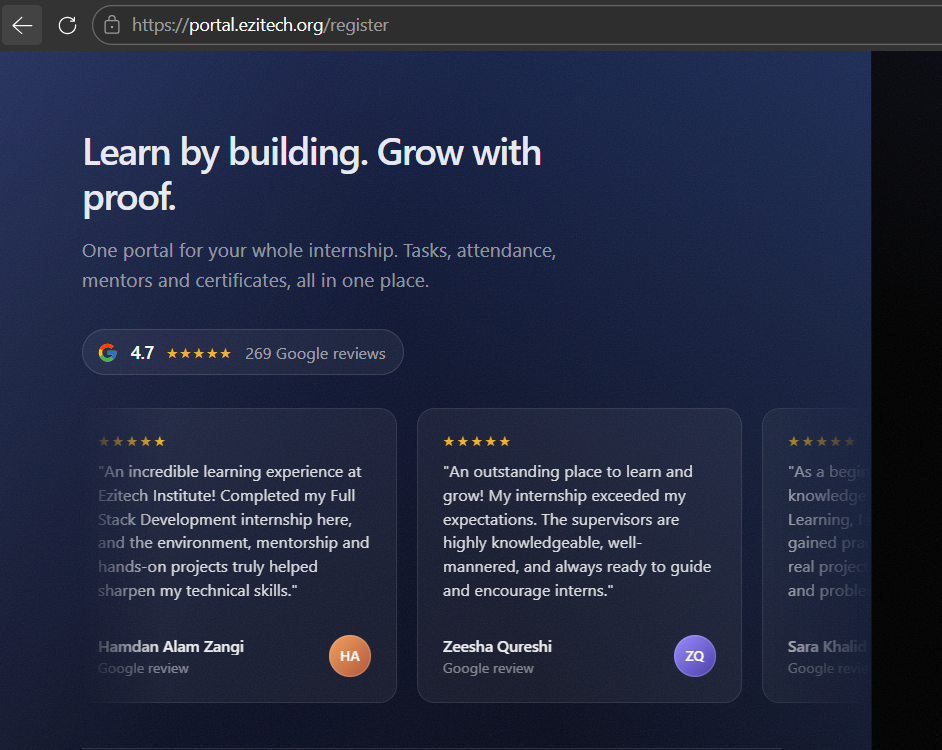 https://portal.ezitech.org/register
Learn by building. Grow with
proof.
One portal for your whole internship. Tasks, attendance,
mentors and certificates, all in one place.
4.7 ★★★★★ 269 Google reviews
★★★★★
"An incredible learning experience at
Ezitech Institute! Completed my Full
Stack Development internship here,
and the environment, mentorship and
hands-on projects truly helped
sharpen my technical skills."
Hamdan Alam Zangi
Google review
HA
★★★★★
"An outstanding place to learn and
grow! My internship exceeded my
expectations. The supervisors are
highly knowledgeable, well-
mannered, and always ready to guide
and encourage interns."
Zeesha Qureshi
Google review
ZQ
★★★★★
"As a
knowledge
Learning, I
gained
real
and
Sara Khalid
Google